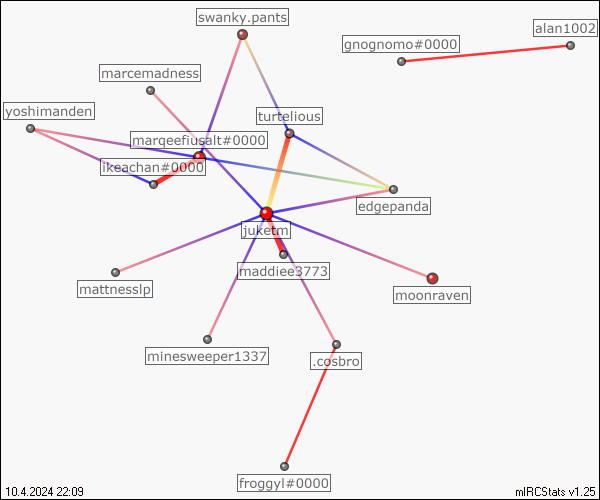 swanky.pants
alan1002
gnognomo#0000
marcemadness
yoshimanden
turtelious
marqeefiusalt#0000
ikeachan#0000
edgepanda
juketm
maddiee3773
mattnesslp
moonraven
minesweeper1337
.cosbro
froggyl#0000
10.4.2024 22:09
mIRCStats v1.25